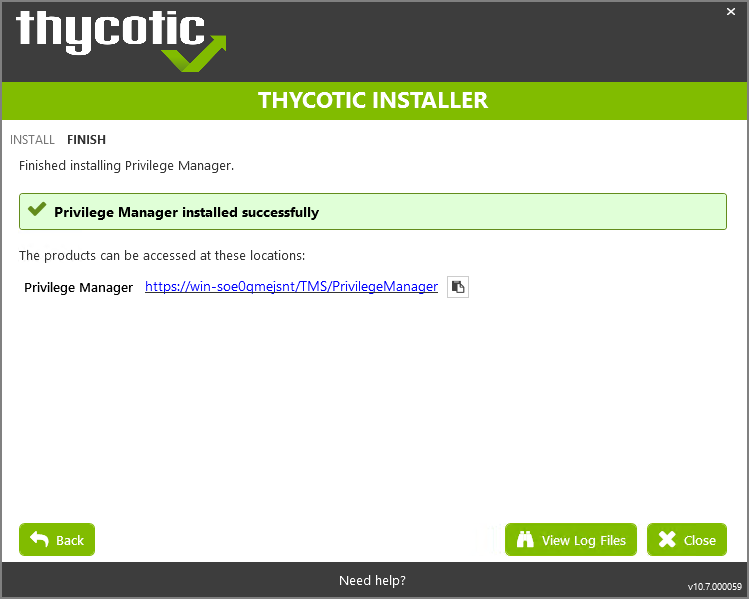 thycotic
THYCOTIC INSTALLER
INSTALL FINISH
Finished installing Privilege Manager.
Privilege Manager installed successfully
The products can be accessed at these locations:
Privilege Manager https://win-soe0qmejsnt/TMS/PrivilegeManager
Back View Log Files Close
Need help?
v10.7.000059